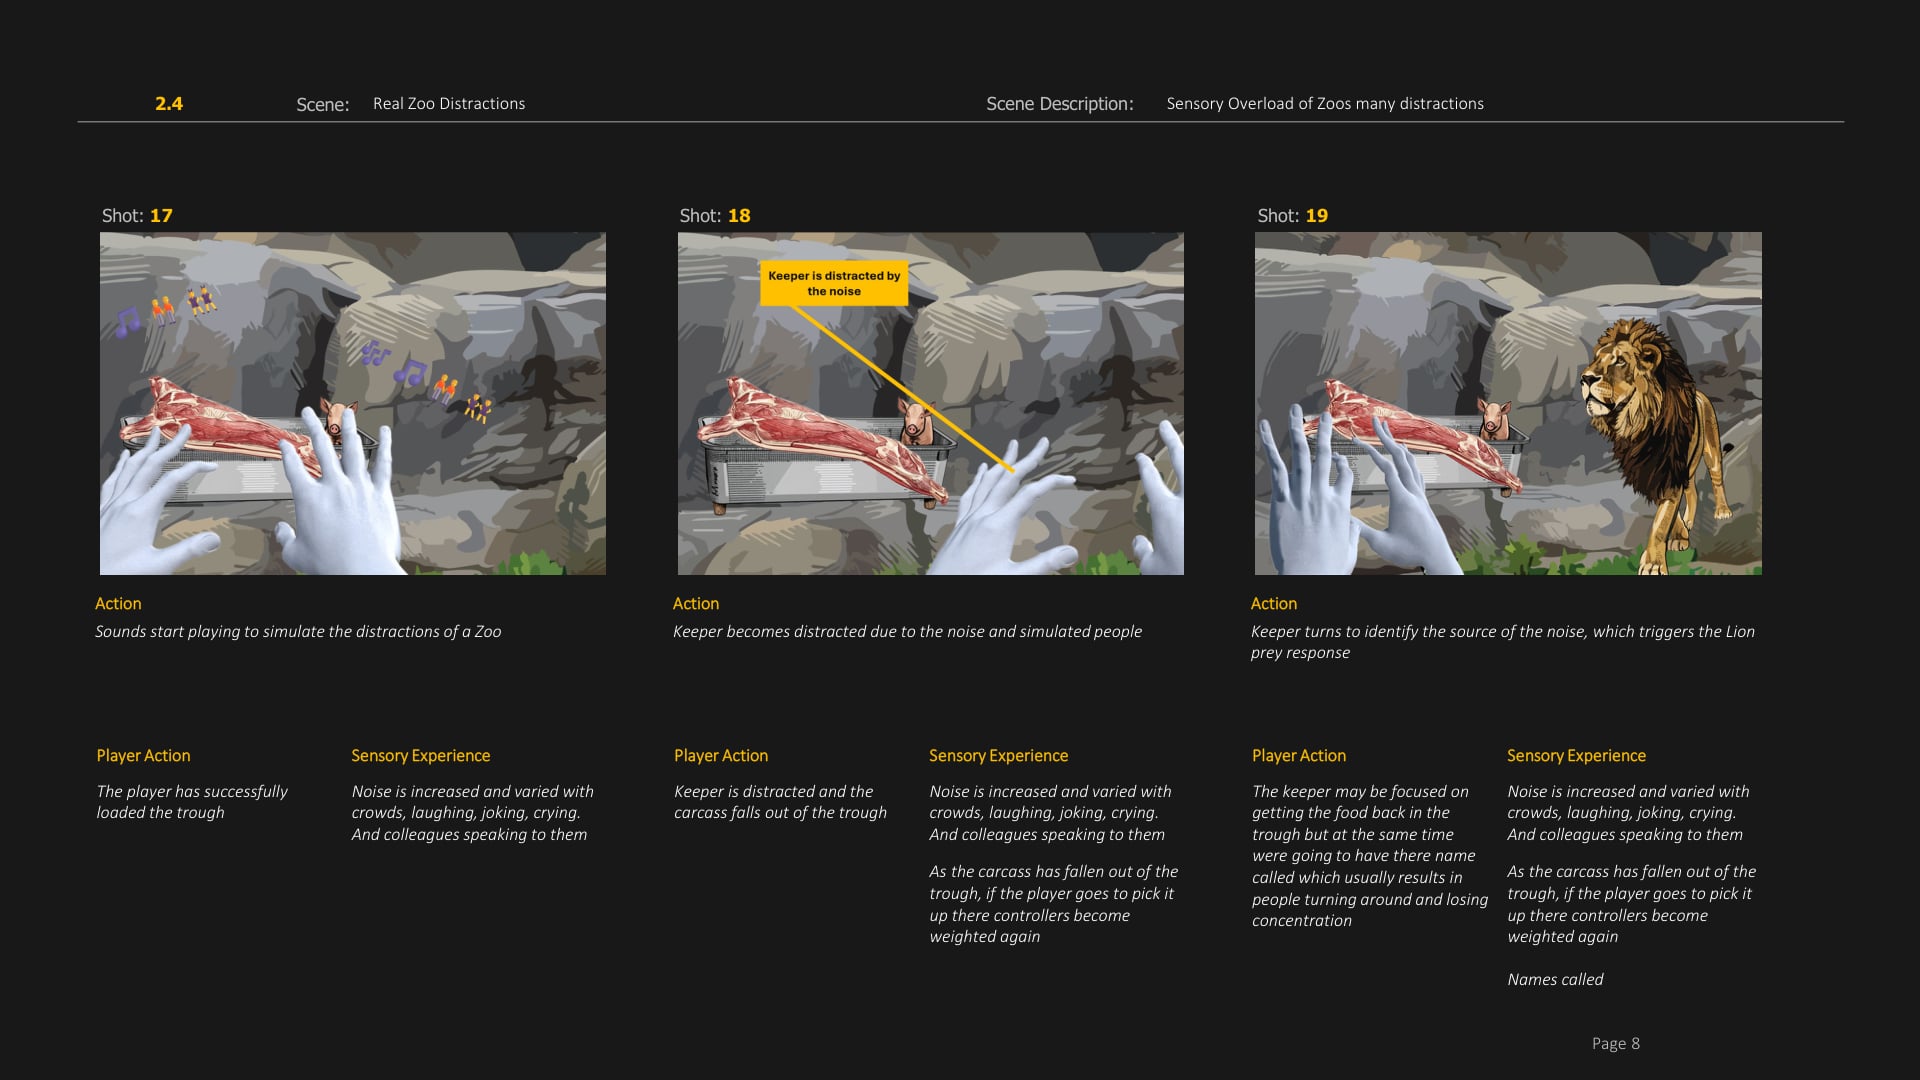 2.4 Scene: Real Zoo Distractions Scene Description: Sensory Overload of Zoos many distractions
Shot: 17
Sounds start playing to simulate the distractions of a Zoo
Action
Player Action
The player has successfully
loaded the trough
Sensory Experience
Noise is increased and varied with
crowds, laughing, joking, crying.
And colleagues speaking to them
Shot: 18
Keeper is distracted by
the noise
Action
Keeper becomes distracted due to the noise and simulated people
Player Action
Keeper is distracted and the
carcass falls out of the trough
Sensory Experience
Noise is increased and varied with
crowds, laughing, joking, crying.
And colleagues speaking to them
As the carcass has fallen out of the
trough, if the player goes to pick it
up there controllers become
weighted again
Shot: 19
Action
Keeper turns to identify the source of the noise, which triggers the Lion
prey response
Player Action
The keeper may be focused on
getting the food back in the
trough but at the same time
were going to have there name
called which usually results in
people turning around and losing
concentration
Sensory Experience
Noise is increased and varied with
crowds, laughing, joking, crying.
And colleagues speaking to them
As the carcass has fallen out of the
trough, if the player goes to pick it
up there controllers become
weighted again
Names called
Page 8